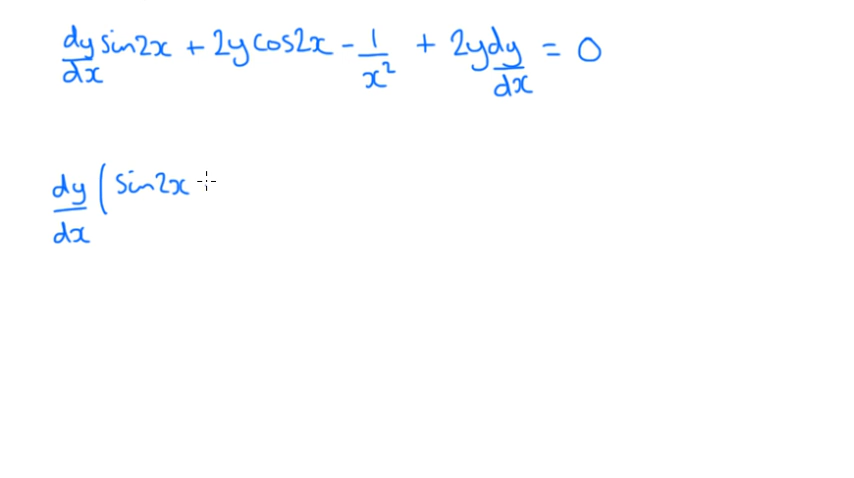 dy/dx sin2x + 2y cos2x - 1/x² + 2y dy/dx = 0
dy/dx ( sin2x